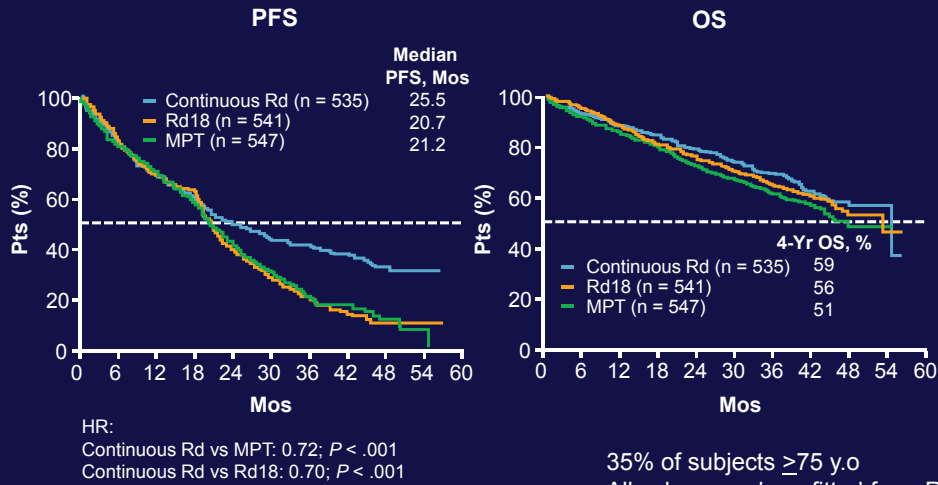 PFS
Median
PFS, Mos
Continuous Rd (n = 535) 25.5
Rd18 (n = 541) 20.7
MPT (n = 547) 21.2
Pts (%)
100
80
60
40
20
0
0 6 12 18 24 30 36 42 48 54 60
Mos
HR:
Continuous Rd vs MPT: 0.72; P < .001
Continuous Rd vs Rd18: 0.70; P < .001
OS
Pts (%)
100
80
60
40
20
0
4-Yr OS, %
Continuous Rd (n = 535) 59
Rd18 (n = 541) 56
MPT (n = 547) 51
0 6 12 18 24 30 36 42 48 54 60
Mos
35% of subjects ≥75 y.o